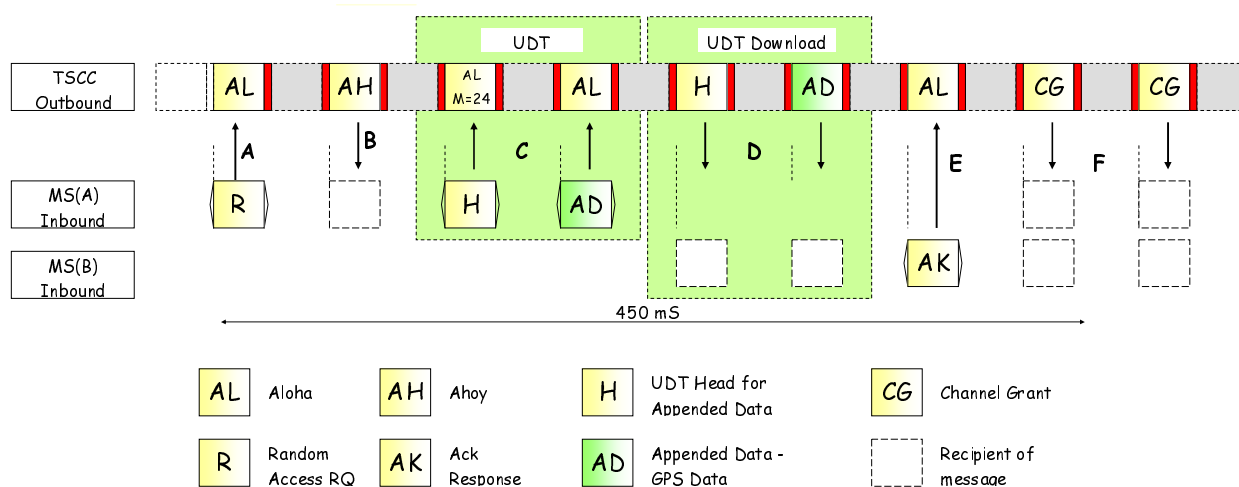 UDT
UDT Download
TSCC
Outbound
AL
AH
AL
M=24
AL
H
AD
AL
CG
CG
A
B
C
D
E
F
MS(A)
Inbound
R
H
AD
MS(B)
Inbound
AK
450 mS
AL
Aloha
AH
Ahoy
H
UDT Head for
Appended Data
CG
Channel Grant
R
Random
Access RQ
AK
Ack
Response
AD
Appended Data -
GPS Data
Recipient of
message